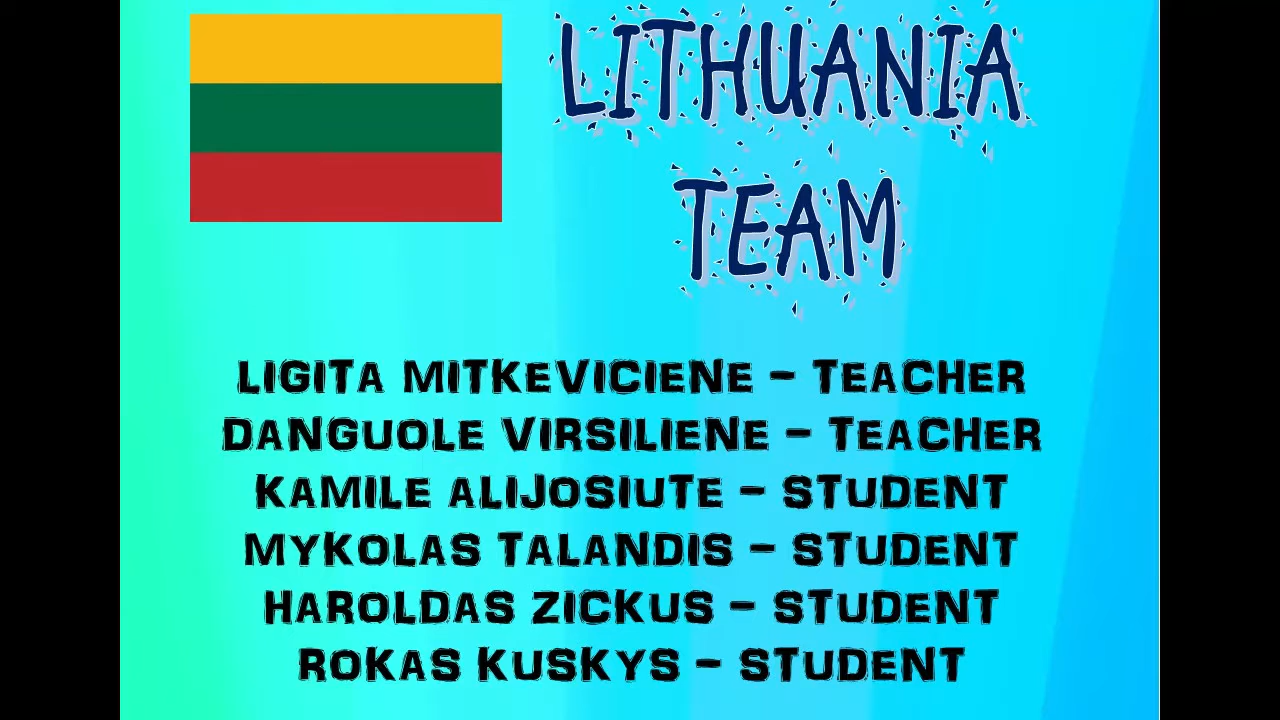 LITHUANIA
TEAM
LIGITA MITKEVICIENE – TEACHER
DANGUOLE VIRSILIENE – TEACHER
KAMILE ALIJOSIUTE – STUDENT
MYKOLAS TALANDIS – STUDENT
HAROLDAS ZICKUS – STUDENT
ROKAS KUSKYS – STUDENT